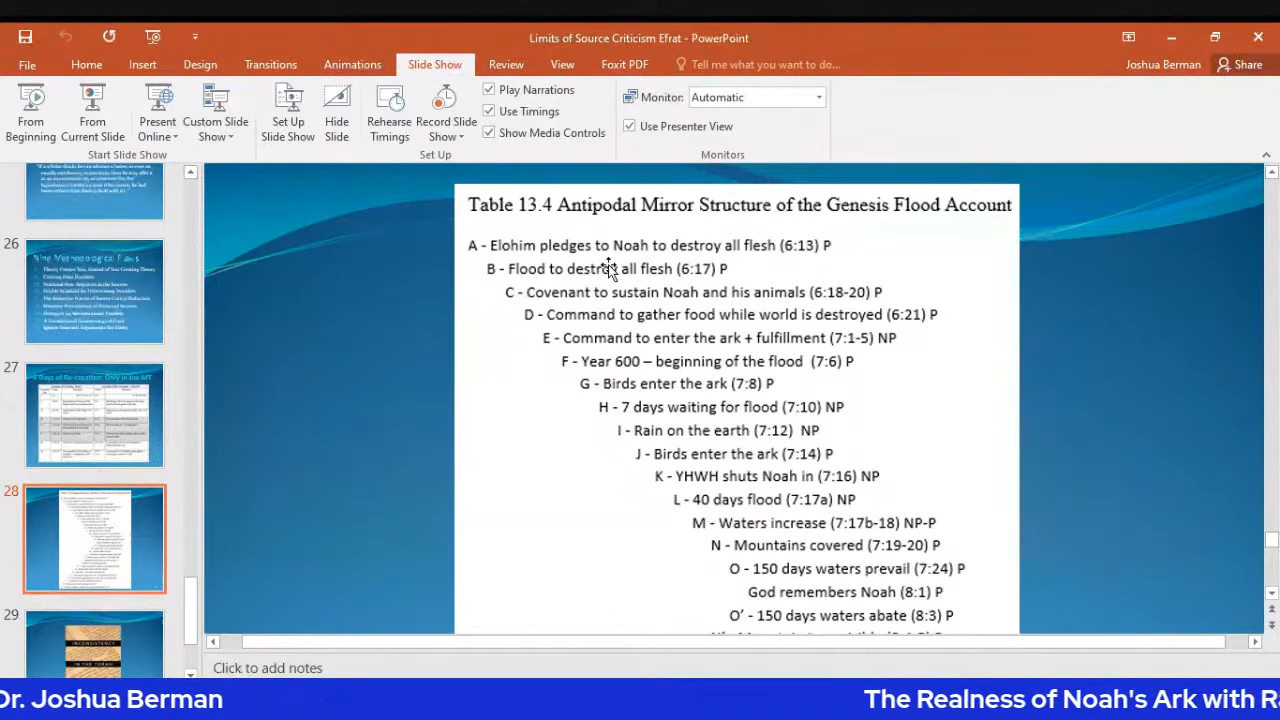 Limits of Source Criticism Efrat - PowerPoint
File Home Insert Design Transitions Animations Slide Show Review View Foxit PDF Tell me what you want to do... Joshua Berman Share
From Beginning
From Current Slide
Present Online
Custom Slide Show
Start Slide Show
Set Up Slide Show
Hide Slide
Rehearse Timings
Record Slide Show
Play Narrations
Use Timings
Show Media Controls
Set Up
Monitor: Automatic
Use Presenter View
Monitors
26
27
28
29
INCONSISTENCY
IN THE TORAH
Table 13.4 Antipodal Mirror Structure of the Genesis Flood Account
A - Elohim pledges to Noah to destroy all flesh (6:13) P
B - Flood to destroy all flesh (6:17) P
C - Covenant to sustain Noah and his animals (6:18-20) P
D - Command to gather food while world is destroyed (6:21) P
E - Command to enter the ark + fulfillment (7:1-5) NP
F - Year 600 – beginning of the flood (7:6) P
G - Birds enter the ark (7:8) P
H - 7 days waiting for flood (7:10) NP
I - Rain on the earth (7:12) NP
J - Birds enter the ark (7:14) P
K - YHWH shuts Noah in (7:16) NP
L - 40 days flood (7:17a) NP
M - Waters increase (7:17b-18) NP-P
N - Mountains covered (7:19-20) P
O - 150 days waters prevail (7:24) P
God remembers Noah (8:1) P
O’ - 150 days waters abate (8:3) P
Click to add notes
Dr. Joshua Berman
The Realness of Noah's Ark with Ra